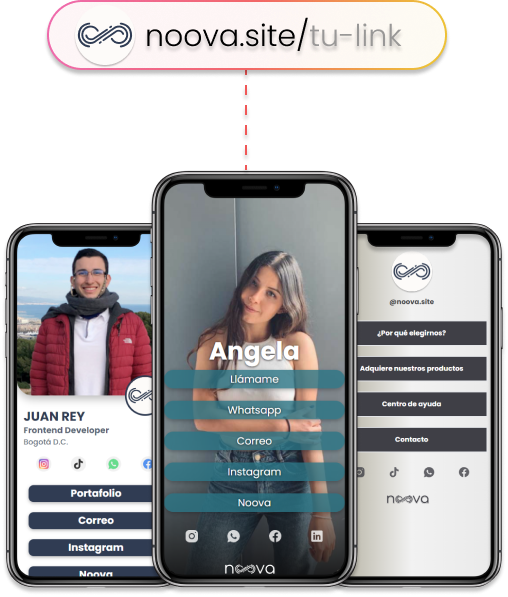 noova.site/tu-link
JUAN REY
Frontend Developer
Bogotá D.C.
Portafolio
Correo
Instagram
Noova
Angela
Llámame
Whatsapp
Correo
Instagram
Noova
noova
@noova.site
¿Por qué elegirnos?
Adquiere nuestros productos
Centro de ayuda
Contacto
noova